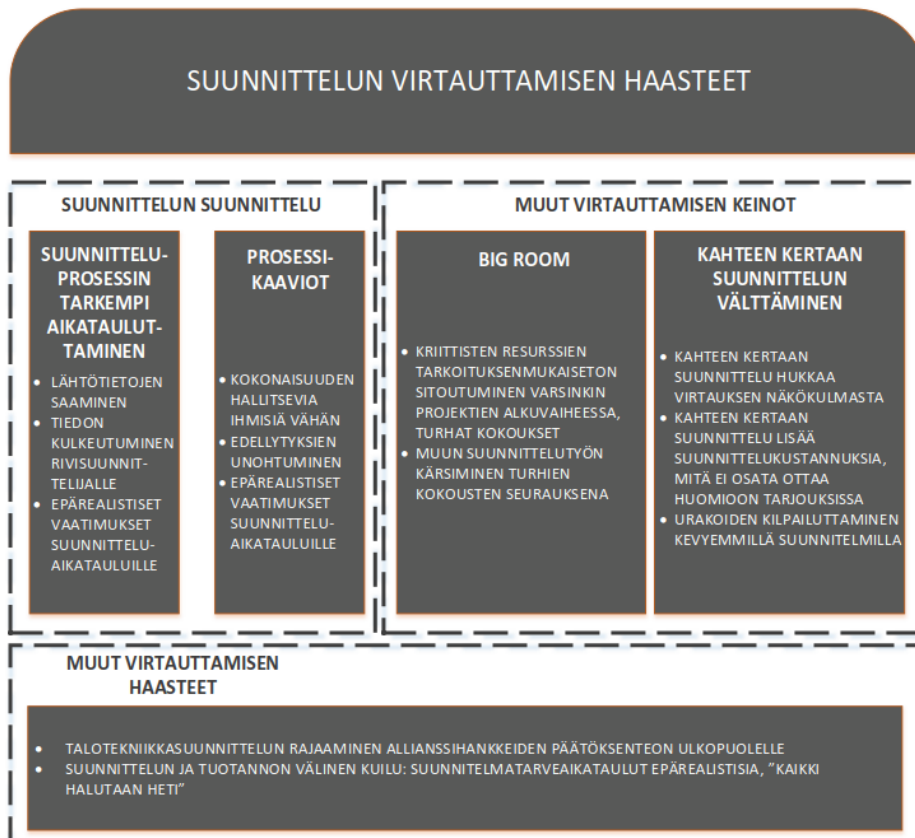 SUUNNITTELUN VIRTAUTTAMISEN HAASTEET
SUUNNITTELUN SUUNNITTELU
SUUNNITTELU-
PROSESSIN
TARKEMPI
AIKATAULUT-
TAMINEN
• LÄHTÖTIETOJEN
SAAMINEN
• TIEDON
KULKEUTUMINEN
RIVISUUNNIT-
TELIJALLE
• EPÄREALISTISET
VAATIMUKSET
SUUNNITTELU-
AIKATAULUILLE
PROSESSI-
KAAVIOT
• KOKONAISUUDEN
HALLITSEVIA
IHMISIÄ VÄHÄN
• EDELLYTYKSIEN
UNOHTUMINEN
• EPÄREALISTISET
VAATIMUKSET
SUUNNITTELU-
AIKATAULUILLE
MUUT VIRTAUTTAMISEN KEINOT
BIG ROOM
• KRIITTISTEN RESURSSIEN
TARKOITUKSENMUKAISETON
SITOUTUMINEN VARSINKIN
PROJEKTIEN ALKUVAIHEESSA,
TURHAT KOKOUKSET
• MUUN SUUNNITTELUTYÖN
KÄRSIMINEN TURHIEN
KOKOUSTEN SEURAUKSENA
KAHTEEN KERTAAN
SUUNNITTELUN
VÄLTTÄMINEN
• KAHTEEN KERTAAN
SUUNNITTELU HUKKAA
VIRTAUKSEN NÄKÖKULMASTA
• KAHTEEN KERTAAN
SUUNNITTELU LISÄÄ
SUUNNITTELUKUSTANNUKSIA,
MITÄ EI OSATA OTTAA
HUOMIOON TARJOUKSISSA
• URAKOIDEN KILPAILUTTAMINEN
KEVYEMMILLÄ SUUNNITELMILLA
MUUT VIRTAUTTAMISEN
HAASTEET
• TALOTEKNIIKKASUUNNITTELUN RAJAAMINEN ALLIANSSIHANKKEIDEN PÄÄTÖKSENTEON ULKOPUOLELLE
• SUUNNITTELUN JA TUOTANNON VÄLINEN KUILU: SUUNNITELMATARVEAIKATAULUT EPÄREALISTISIA, ”KAIKKI
HALUTAAN HETI”